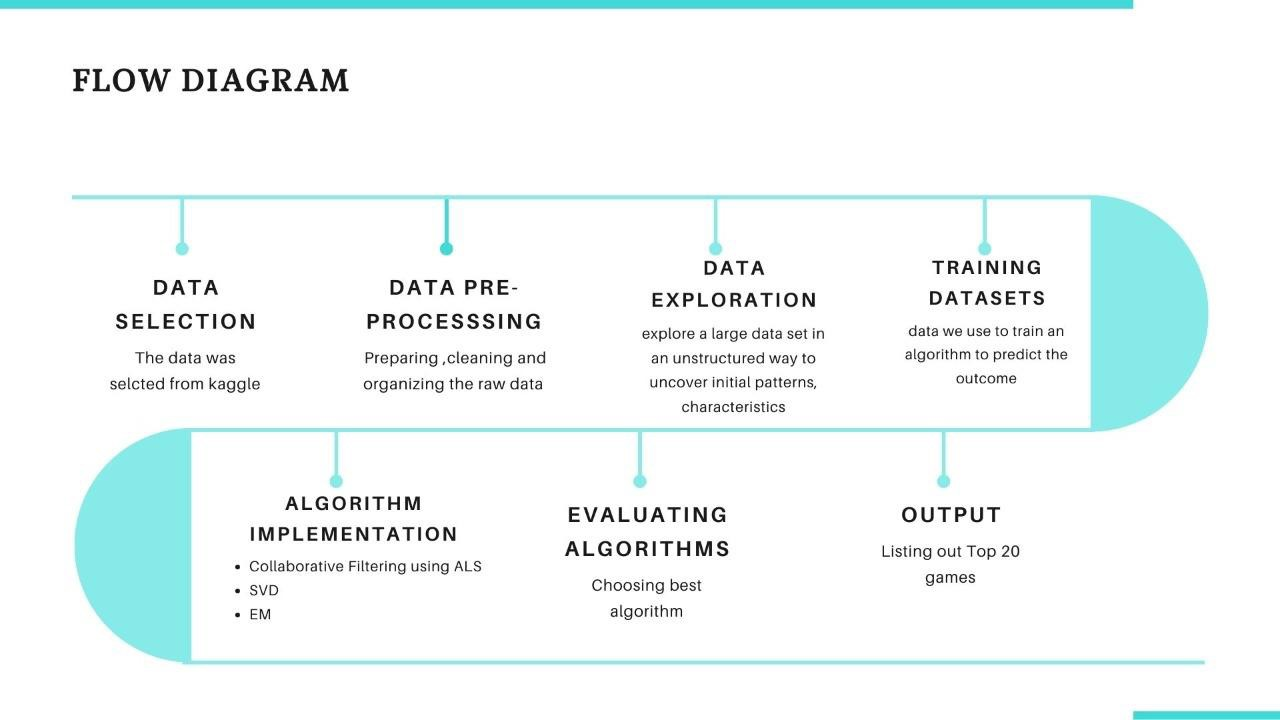 FLOW DIAGRAM
DATA
SELECTION
The data was
selcted from kaggle
DATA PRE-
PROCESSSING
Preparing ,cleaning and
organizing the raw data
DATA
EXPLORATION
explore a large data set in
an unstructured way to
uncover initial patterns,
characteristics
TRAINING
DATASETS
data we use to train an
algorithm to predict the
outcome
ALGORITHM
IMPLEMENTATION
• Collaborative Filtering using ALS
• SVD
• EM
EVALUATING
ALGORITHMS
Choosing best
algorithm
OUTPUT
Listing out Top 20
games